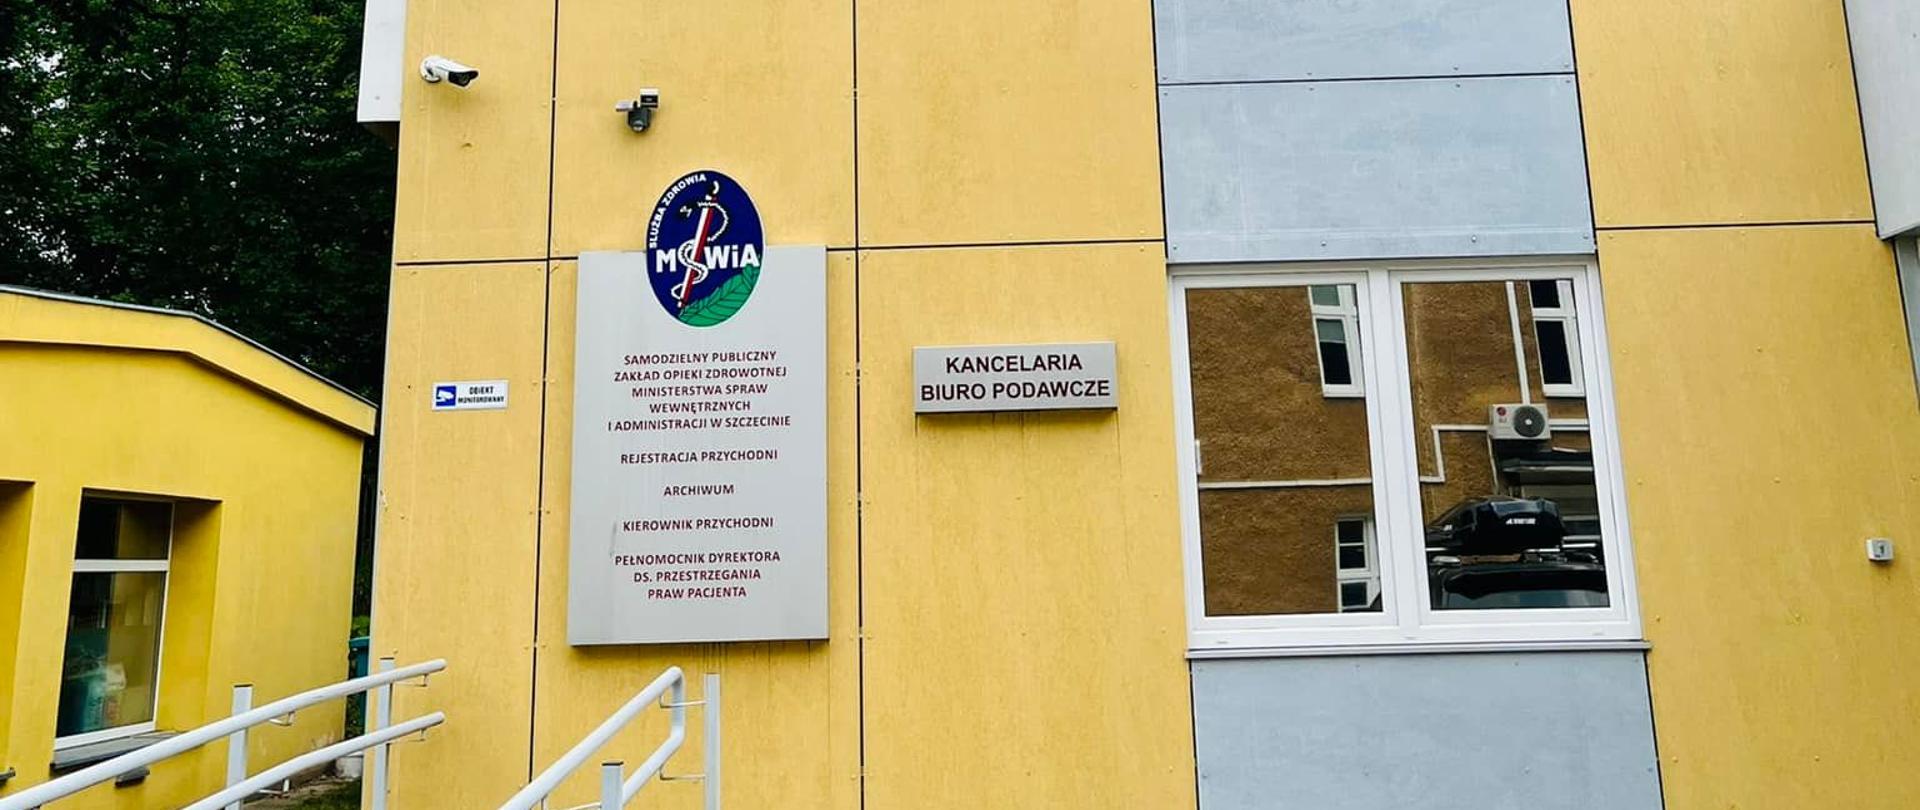 SŁUŻBA ZDROWIA
MSWiA
SAMODZIELNY PUBLICZNY
ZAKŁAD OPIEKI ZDROWOTNEJ
MINISTERSTWA SPRAW
WEWNĘTRZNYCH
I ADMINISTRACJI W SZCZECINIE
REJESTRACJA PRZYCHODNI
ARCHIWUM
KIEROWNIK PRZYCHODNI
PEŁNOMOCNIK DYREKTORA
DS. PRZESTRZEGANIA
PRAW PACJENTA
OBIEKT
MONITOROWANY
KANCELARIA
BIURO PODAWCZE